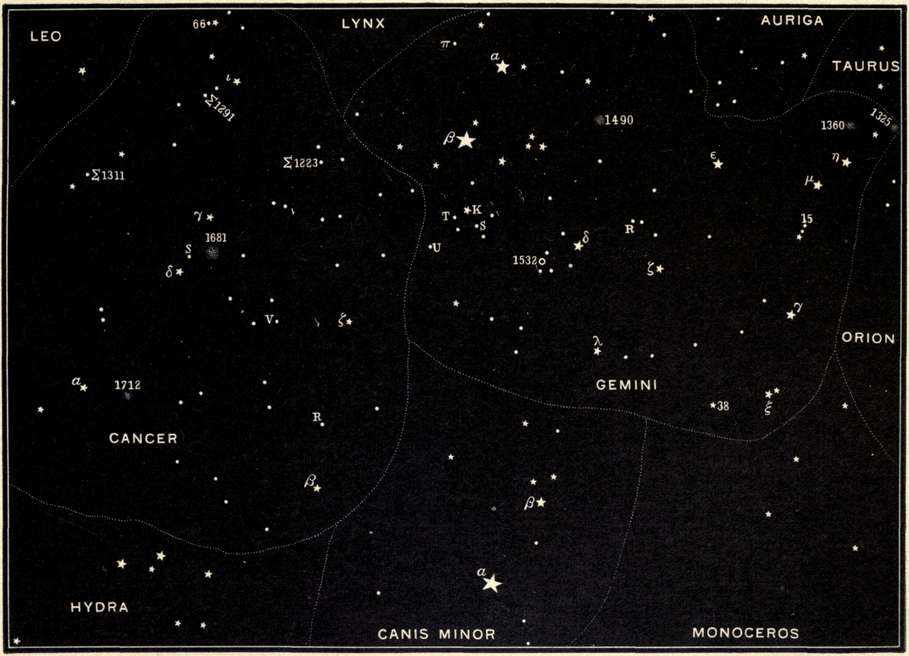 LEO
66
LYNX
AURIGA
TAURUS
π
α
ι
Σ1291
1490
1360
1325
β
Σ1223
ε
η
Σ1311
μ
γ
T
K
S
R
15
1681
U
δ
S
δ
1532
ζ
V
ζ
γ
λ
ORION
α
1712
GEMINI
38
ξ
R
CANCER
β
β
α
HYDRA
CANIS MINOR
MONOCEROS